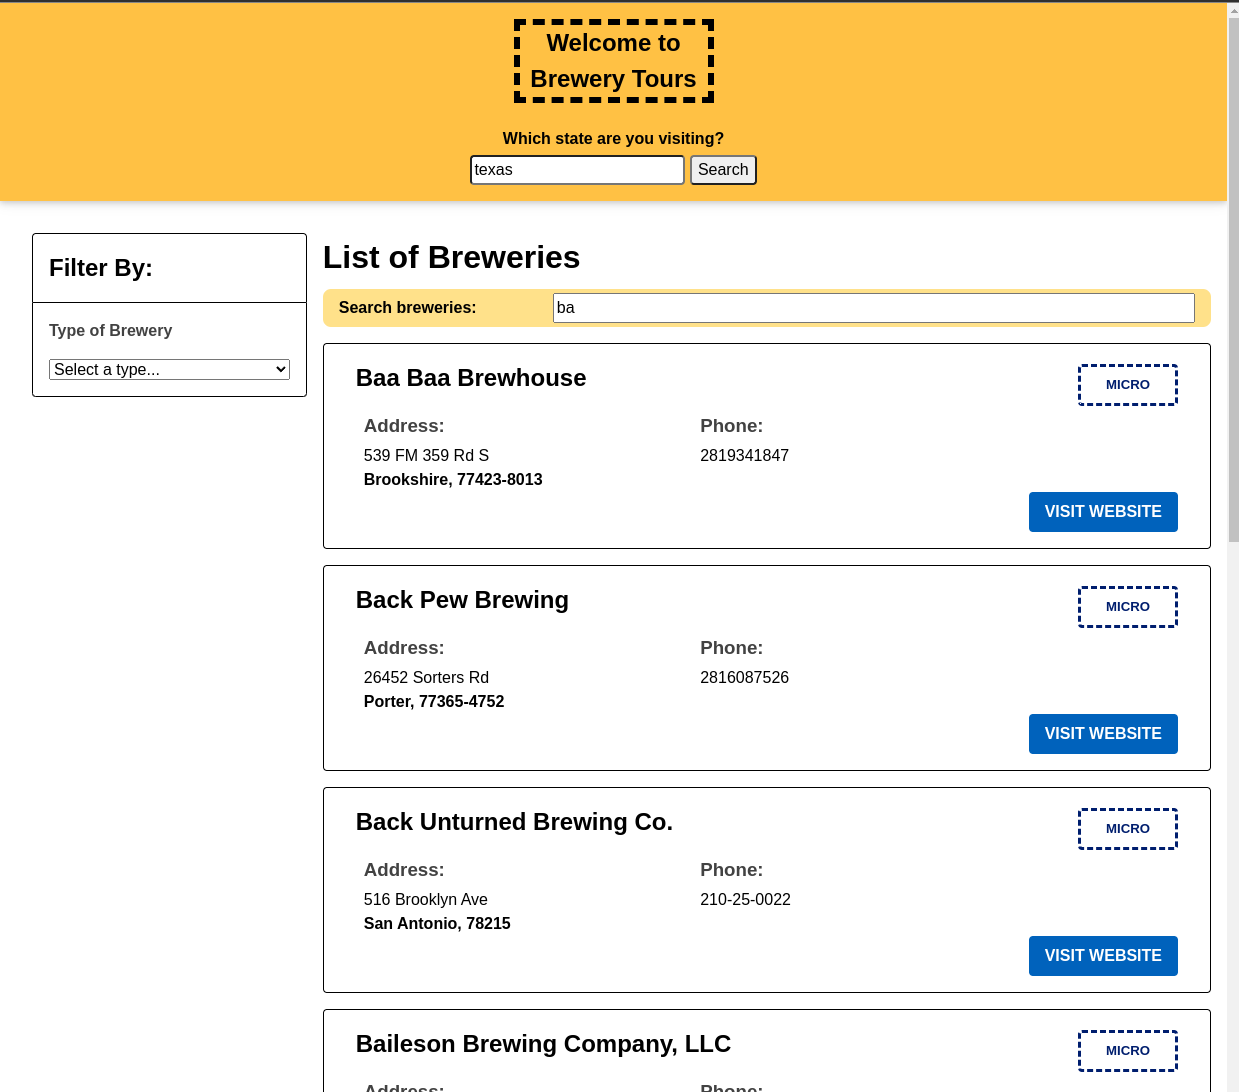 Welcome to
Brewery Tours
Which state are you visiting?
texas
Search
Filter By:
Type of Brewery
Select a type...
List of Breweries
Search breweries:
ba
Baa Baa Brewhouse
MICRO
Address:
Phone:
539 FM 359 Rd S
2819341847
Brookshire, 77423-8013
VISIT WEBSITE
Back Pew Brewing
MICRO
Address:
Phone:
26452 Sorters Rd
2816087526
Porter, 77365-4752
VISIT WEBSITE
Back Unturned Brewing Co.
MICRO
Address:
Phone:
516 Brooklyn Ave
210-25-0022
San Antonio, 78215
VISIT WEBSITE
Baileson Brewing Company, LLC
MICRO
Address:
Phone: